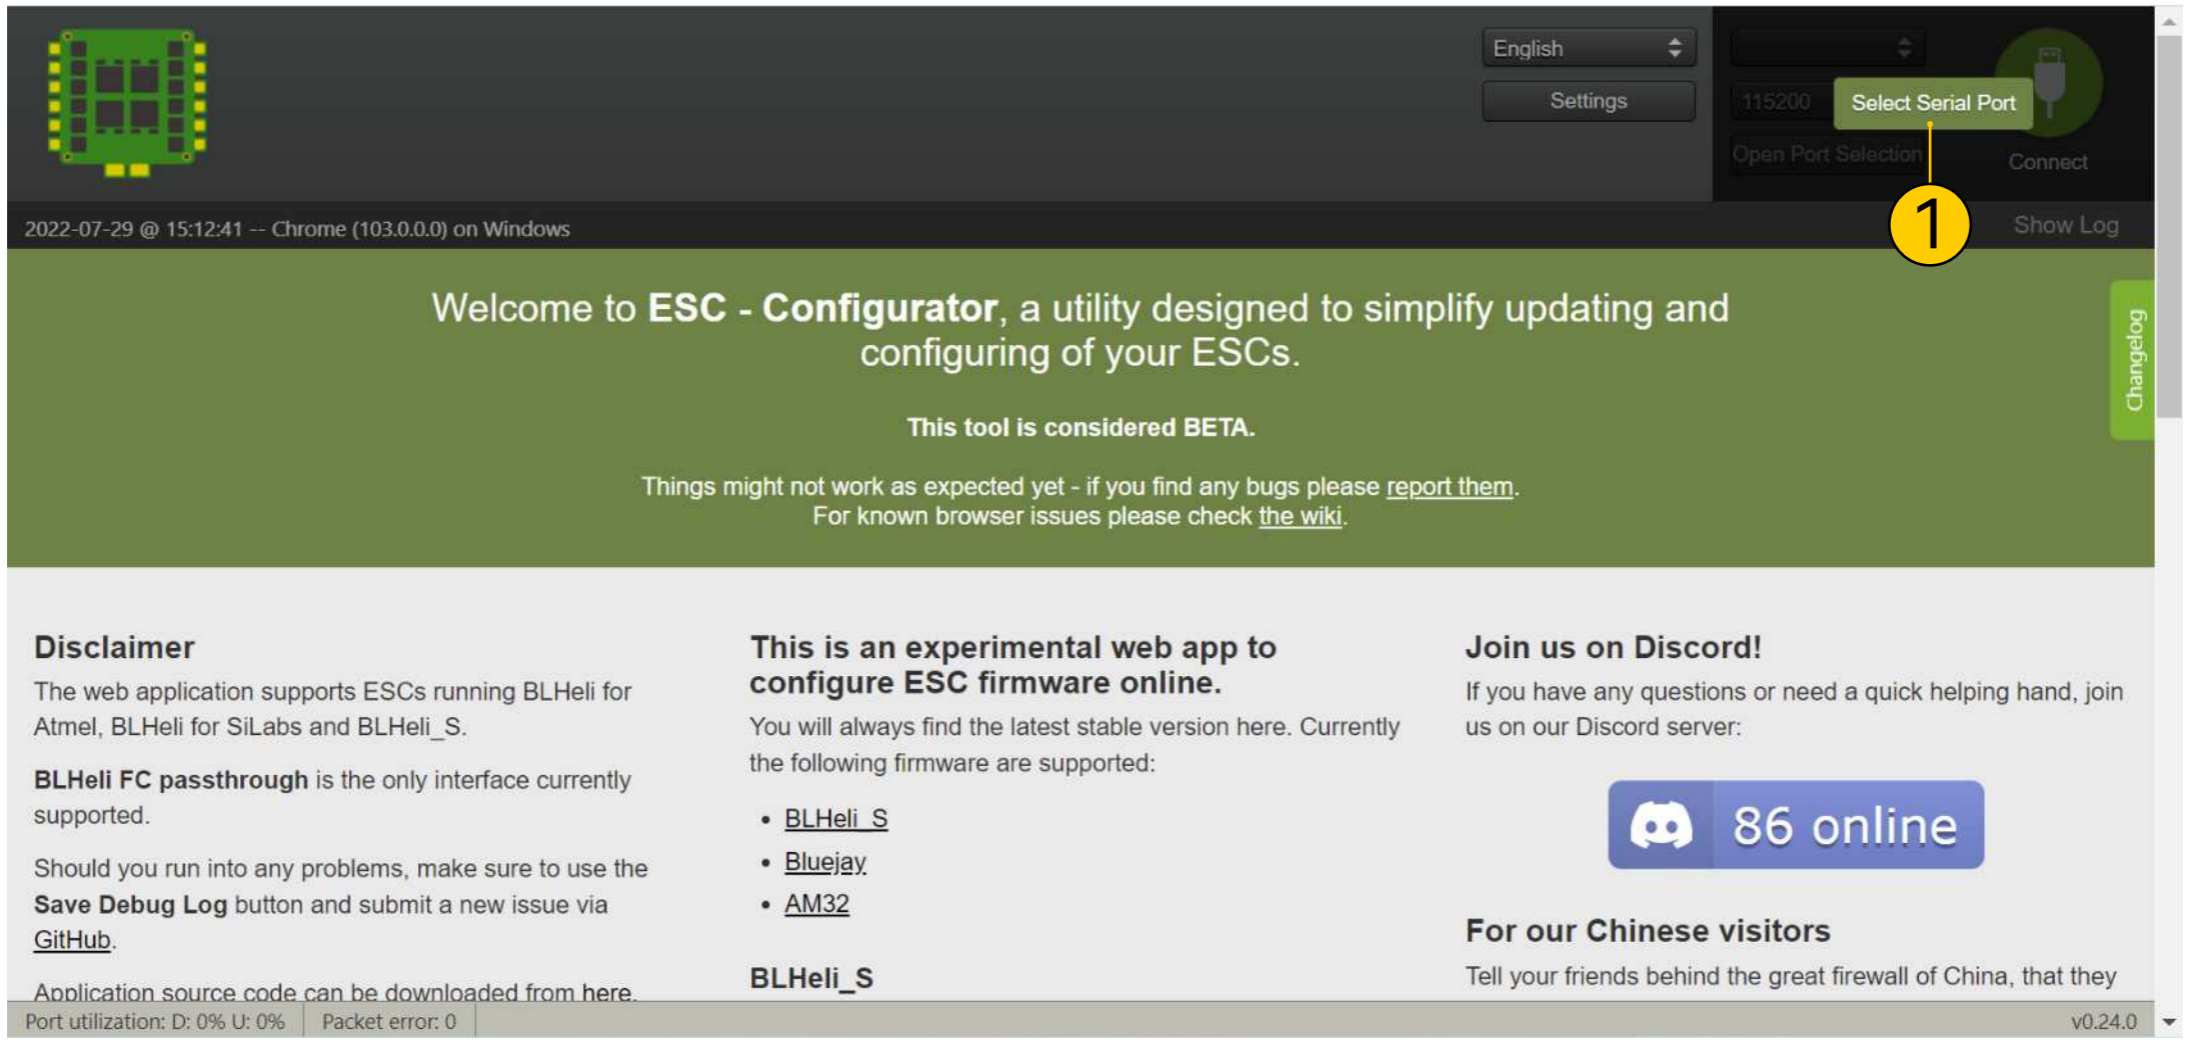 English
Settings
115200
Select Serial Port
Open Port Selection
Connect
1
2022-07-29 @ 15:12:41 -- Chrome (103.0.0.0) on Windows
Show Log
Welcome to ESC - Configurator, a utility designed to simplify updating and
configuring of your ESCs.
Changelog
This tool is considered BETA.
Things might not work as expected yet - if you find any bugs please report them.
For known browser issues please check the wiki.
Disclaimer
The web application supports ESCs running BLHeli for
Atmel, BLHeli for SiLabs and BLHeli_S.
BLHeli FC passthrough is the only interface currently
supported.
Should you run into any problems, make sure to use the
Save Debug Log button and submit a new issue via
GitHub.
Application source code can be downloaded from here.
This is an experimental web app to
configure ESC firmware online.
You will always find the latest stable version here. Currently
the following firmware are supported:
• BLHeli_S
• Bluejay
• AM32
BLHeli_S
Join us on Discord!
If you have any questions or need a quick helping hand, join
us on our Discord server:
86 online
For our Chinese visitors
Tell your friends behind the great firewall of China, that they
Port utilization: D: 0% U: 0%
Packet error: 0
v0.24.0